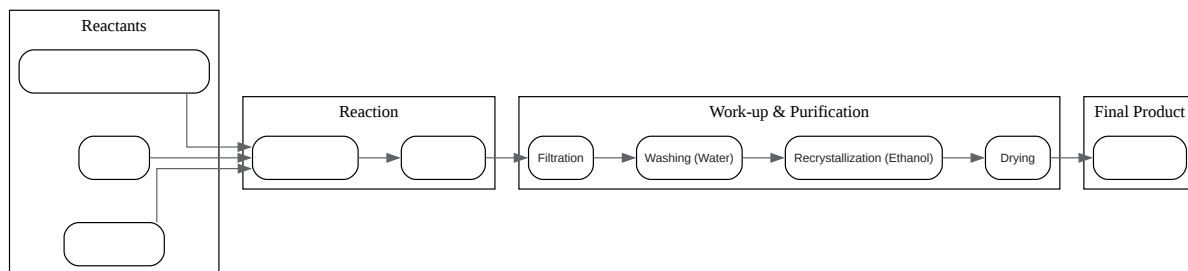 Reactants
Reaction
Work-up & Purification
Final Product
Filtration
Washing (Water)
Recrystallization (Ethanol)
Drying